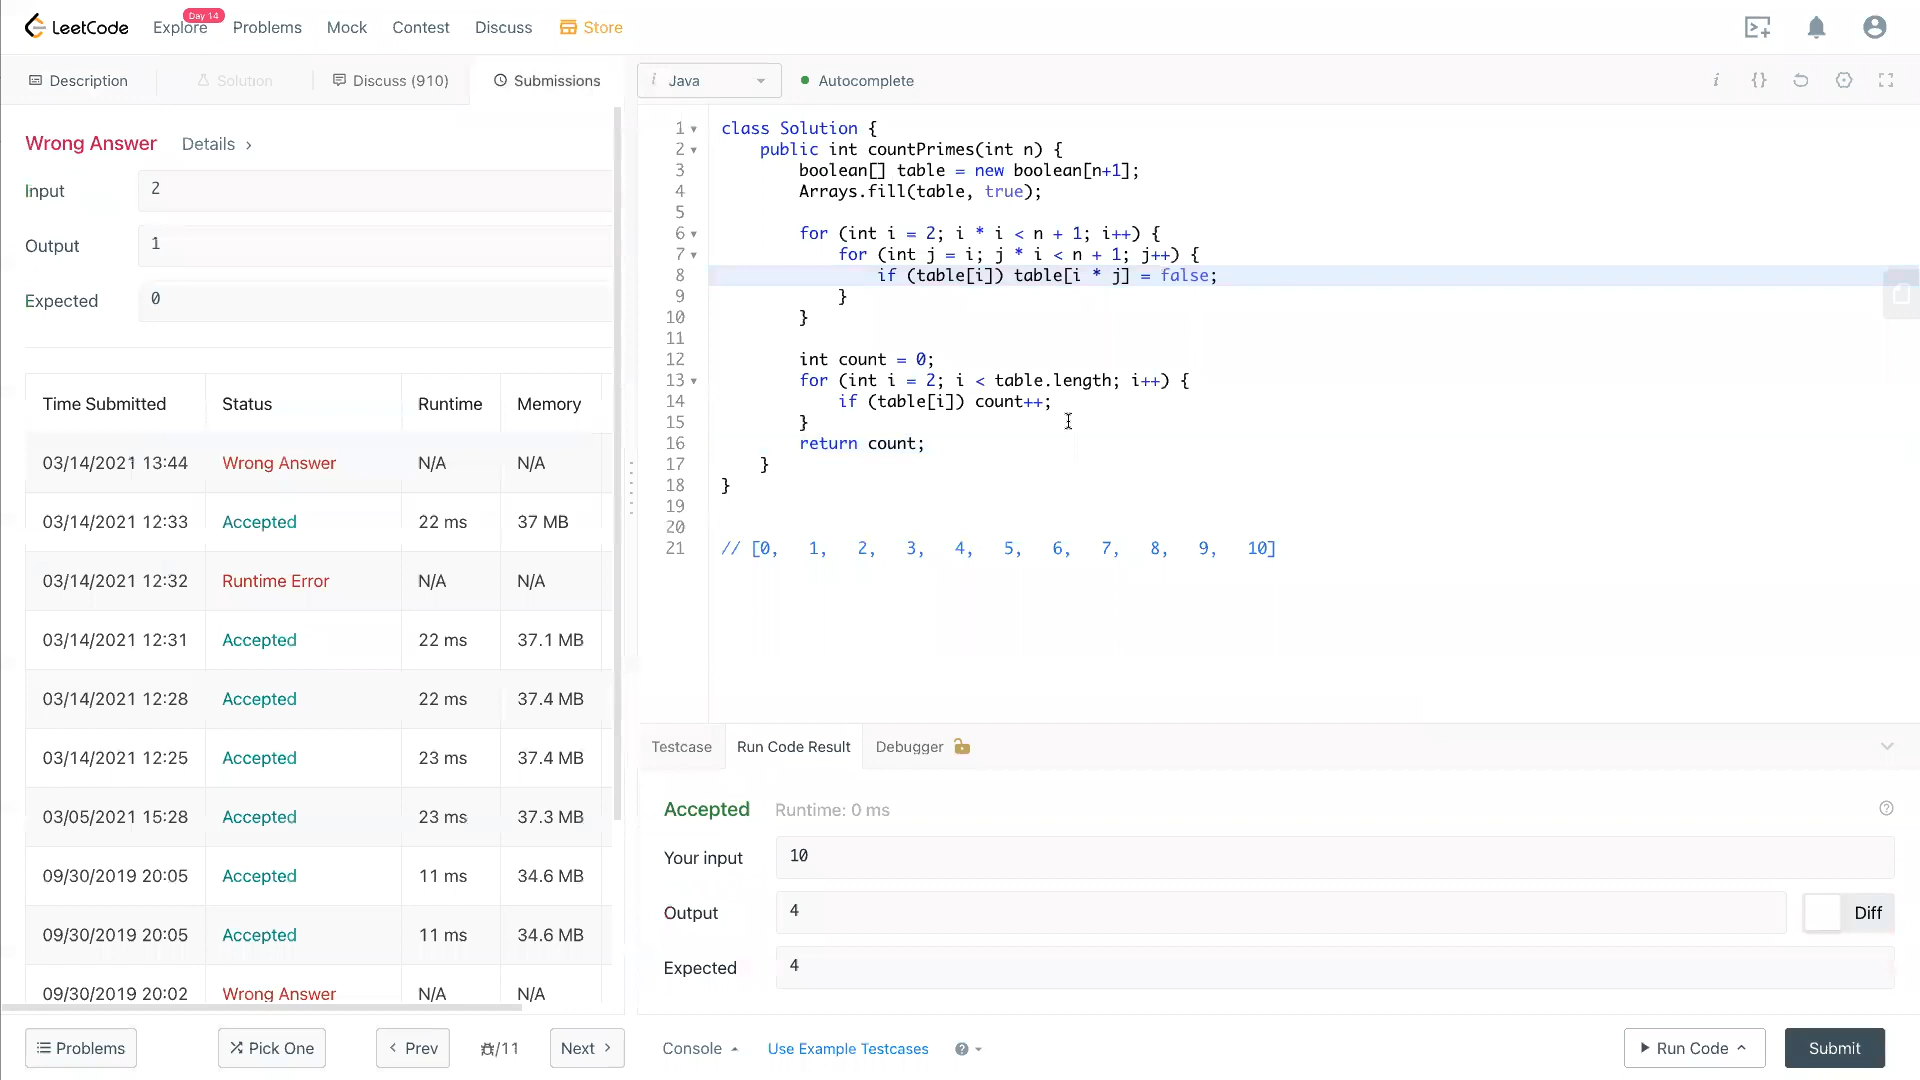 LeetCode
Explore
Day 14
Problems
Mock
Contest
Discuss
Store
Description
Solution
Discuss (910)
Submissions
i Java
Autocomplete
Wrong Answer
Details >
Input
2
Output
1
Expected
0
Time Submitted Status Runtime Memory
03/14/2021 13:44 Wrong Answer N/A N/A
03/14/2021 12:33 Accepted 22 ms 37 MB
03/14/2021 12:32 Runtime Error N/A N/A
03/14/2021 12:31 Accepted 22 ms 37.1 MB
03/14/2021 12:28 Accepted 22 ms 37.4 MB
03/14/2021 12:25 Accepted 23 ms 37.4 MB
03/05/2021 15:28 Accepted 23 ms 37.3 MB
09/30/2019 20:05 Accepted 11 ms 34.6 MB
09/30/2019 20:05 Accepted 11 ms 34.6 MB
09/30/2019 20:02 Wrong Answer N/A N/A
1 class Solution {
2 public int countPrimes(int n) {
3 boolean[] table = new boolean[n+1];
4 Arrays.fill(table, true);
5
6 for (int i = 2; i * i < n + 1; i++) {
7 for (int j = i; j * i < n + 1; j++) {
8 if (table[i]) table[i * j] = false;
9 }
10 }
11
12 int count = 0;
13 for (int i = 2; i < table.length; i++) {
14 if (table[i]) count++;
15 }
16 return count;
17 }
18 }
19
20
21 // [0, 1, 2, 3, 4, 5, 6, 7, 8, 9, 10]
Testcase
Run Code Result
Debugger
Accepted Runtime: 0 ms
Your input
10
Output
4
Diff
Expected
4
Problems
Pick One
< Prev
/11
Next >
Console
Use Example Testcases
Run Code
Submit